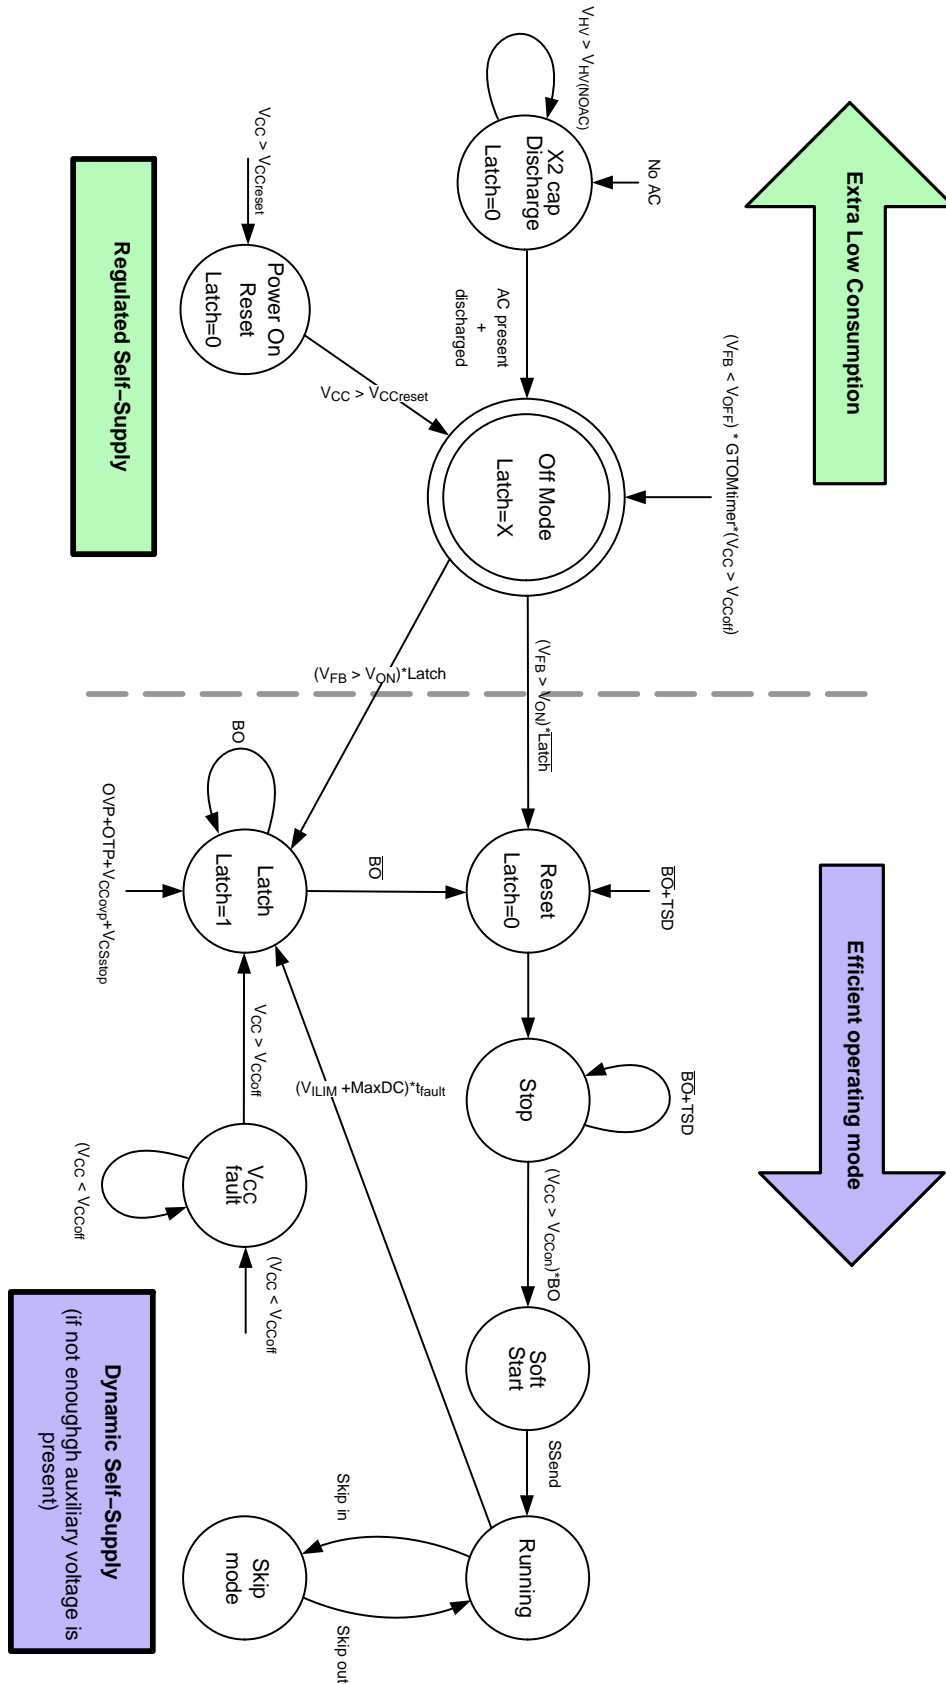 Extra Low Consumption
Efficient operating mode
No AC
V_HV > V_HV(NOAC)
X2 cap
Discharge
Latch=0
AC present
+
discharged
(V_FB < V_OFF) * GTOMtimer*(V_CC > V_CCoff)
Off Mode
Latch=X
(V_FB > V_ON)*L̅a̅t̅c̅h̅
B̅O̅+TSD
Reset
Latch=0
Stop
B̅O̅+TSD
(V_CC > V_CCon)*BO
Soft
Start
SSend
Running
V_CC > V_CCreset
Power On
Reset
Latch=0
V_CC > V_CCreset
(V_FB > V_ON)*Latch
BO
Latch
Latch=1
B̅O̅
OVP+OTP+V_CCovp+V_CSstop
V_CC > V_CCoff
V_CC
fault
(V_CC < V_CCoff
(V_CC < V_CCoff
(V_ILIM +MaxDC)*t_fault
Skip in
Skip out
Skip
mode
Regulated Self–Supply
Dynamic Self–Supply
(if not enoughgh auxiliary voltage is
present)